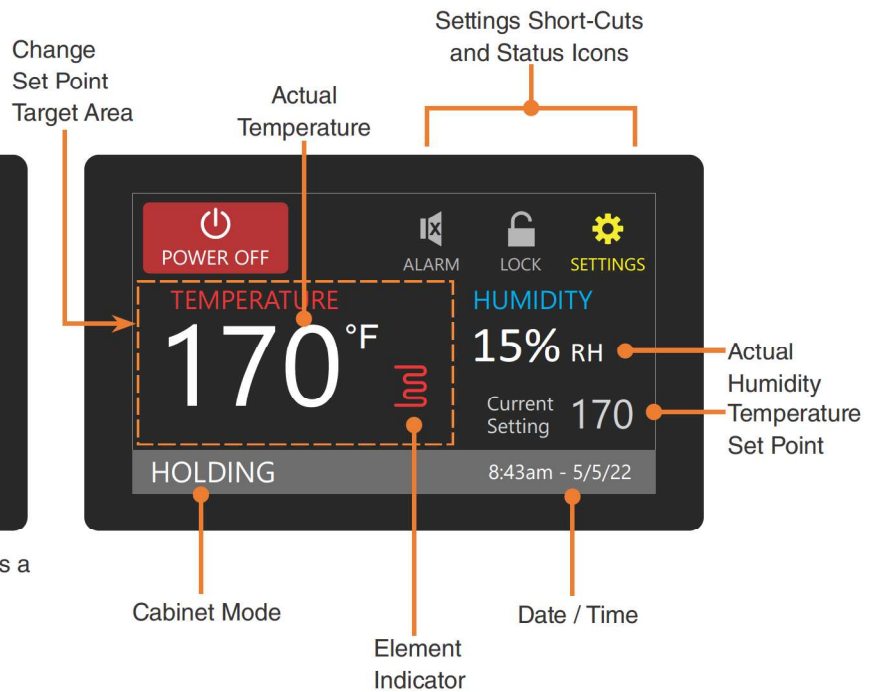 Settings Short-Cuts
and Status Icons
Change
Set Point
Target Area
Actual
Temperature
POWER OFF
ALARM
LOCK
SETTINGS
TEMPERATURE
170°F
HUMIDITY
15% RH
Current
Setting
170
HOLDING
8:43am - 5/5/22
Actual
Humidity
Temperature
Set Point
s a
Cabinet Mode
Element
Indicator
Date / Time